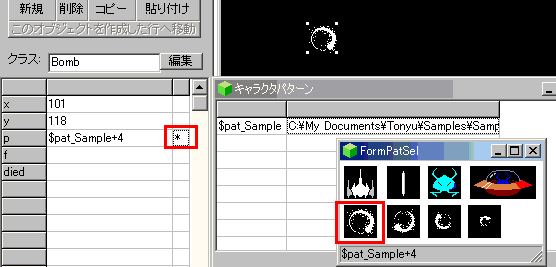 新規 削除 コピー 貼り付け
このオブジェクトを作成した行へ移動
クラス: Bomb 編集
x 101
y 118
p $pat_Sample+4 *
f
died
キャラクタパターン
$pat_Sample C:¥My Documents¥Tonyu¥Samples¥Samp
FormPatSel
$pat_Sample+4